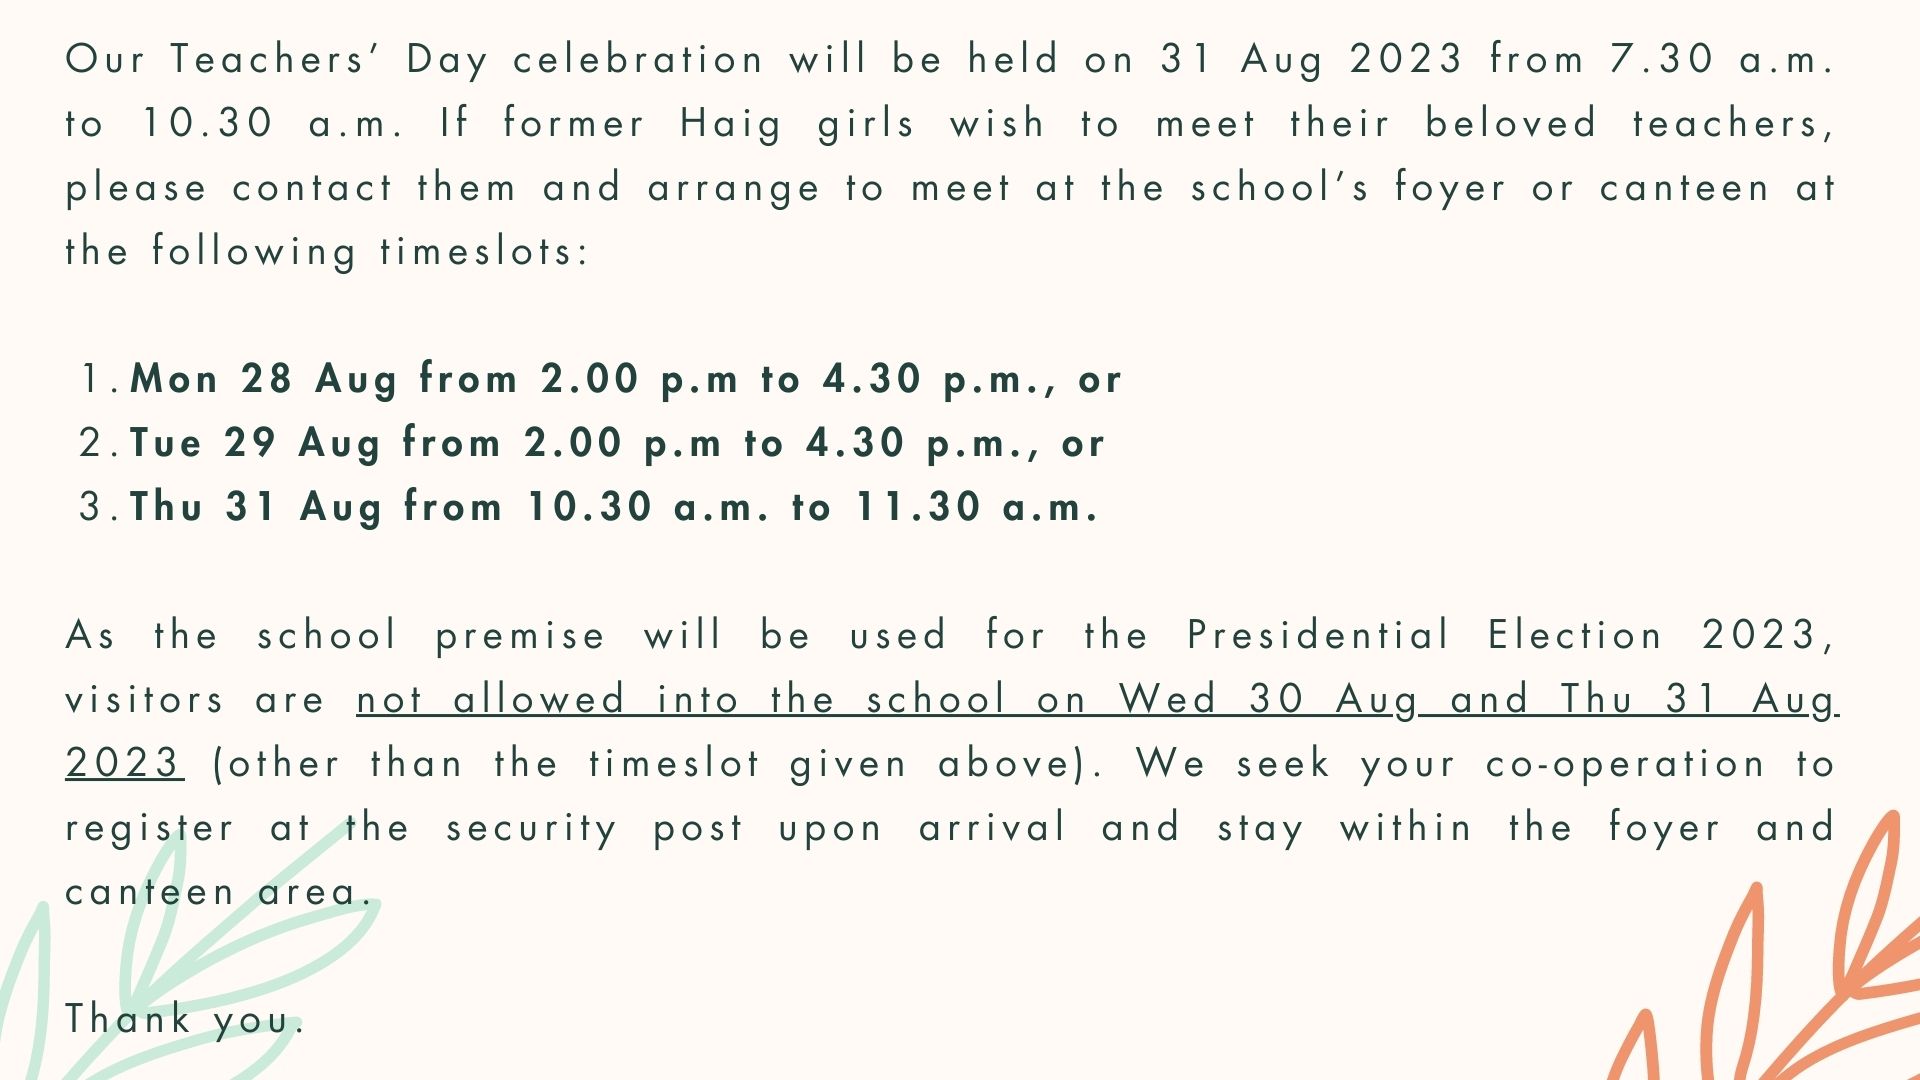 Our Teachers’ Day celebration will be held on 31 Aug 2023 from 7.30 a.m.
to 10.30 a.m. If former Haig girls wish to meet their beloved teachers,
please contact them and arrange to meet at the school’s foyer or canteen at
the following timeslots:
1. Mon 28 Aug from 2.00 p.m to 4.30 p.m., or
2. Tue 29 Aug from 2.00 p.m to 4.30 p.m., or
3. Thu 31 Aug from 10.30 a.m. to 11.30 a.m.
As the school premise will be used for the Presidential Election 2023,
visitors are not allowed into the school on Wed 30 Aug and Thu 31 Aug
2023 (other than the timeslot given above). We seek your co-operation to
register at the security post upon arrival and stay within the foyer and
canteen area.
Thank you.